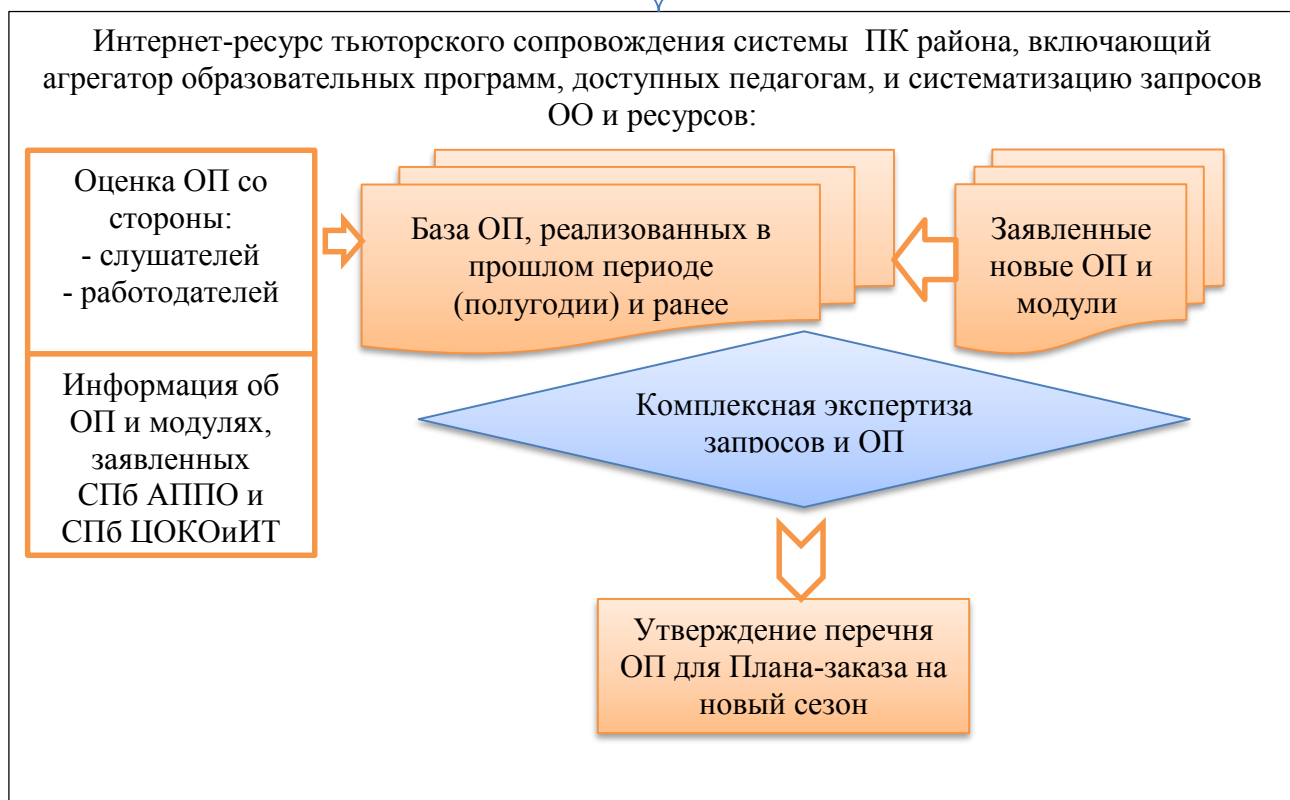 Интернет-ресурс тьюторского сопровождения системы ПК района, включающий
агрегатор образовательных программ, доступных педагогам, и систематизацию запросов
ОО и ресурсов:
Оценка ОП со
стороны:
- слушателей
- работодателей
База ОП, реализованных в
прошлом периоде
(полугодии) и ранее
Заявленные
новые ОП и
модули
Информация об
ОП и модулях,
заявленных
СПб АППО и
СПб ЦОКОиИТ
Комплексная экспертиза
запросов и ОП
Утверждение перечня
ОП для Плана-заказа на
новый сезон